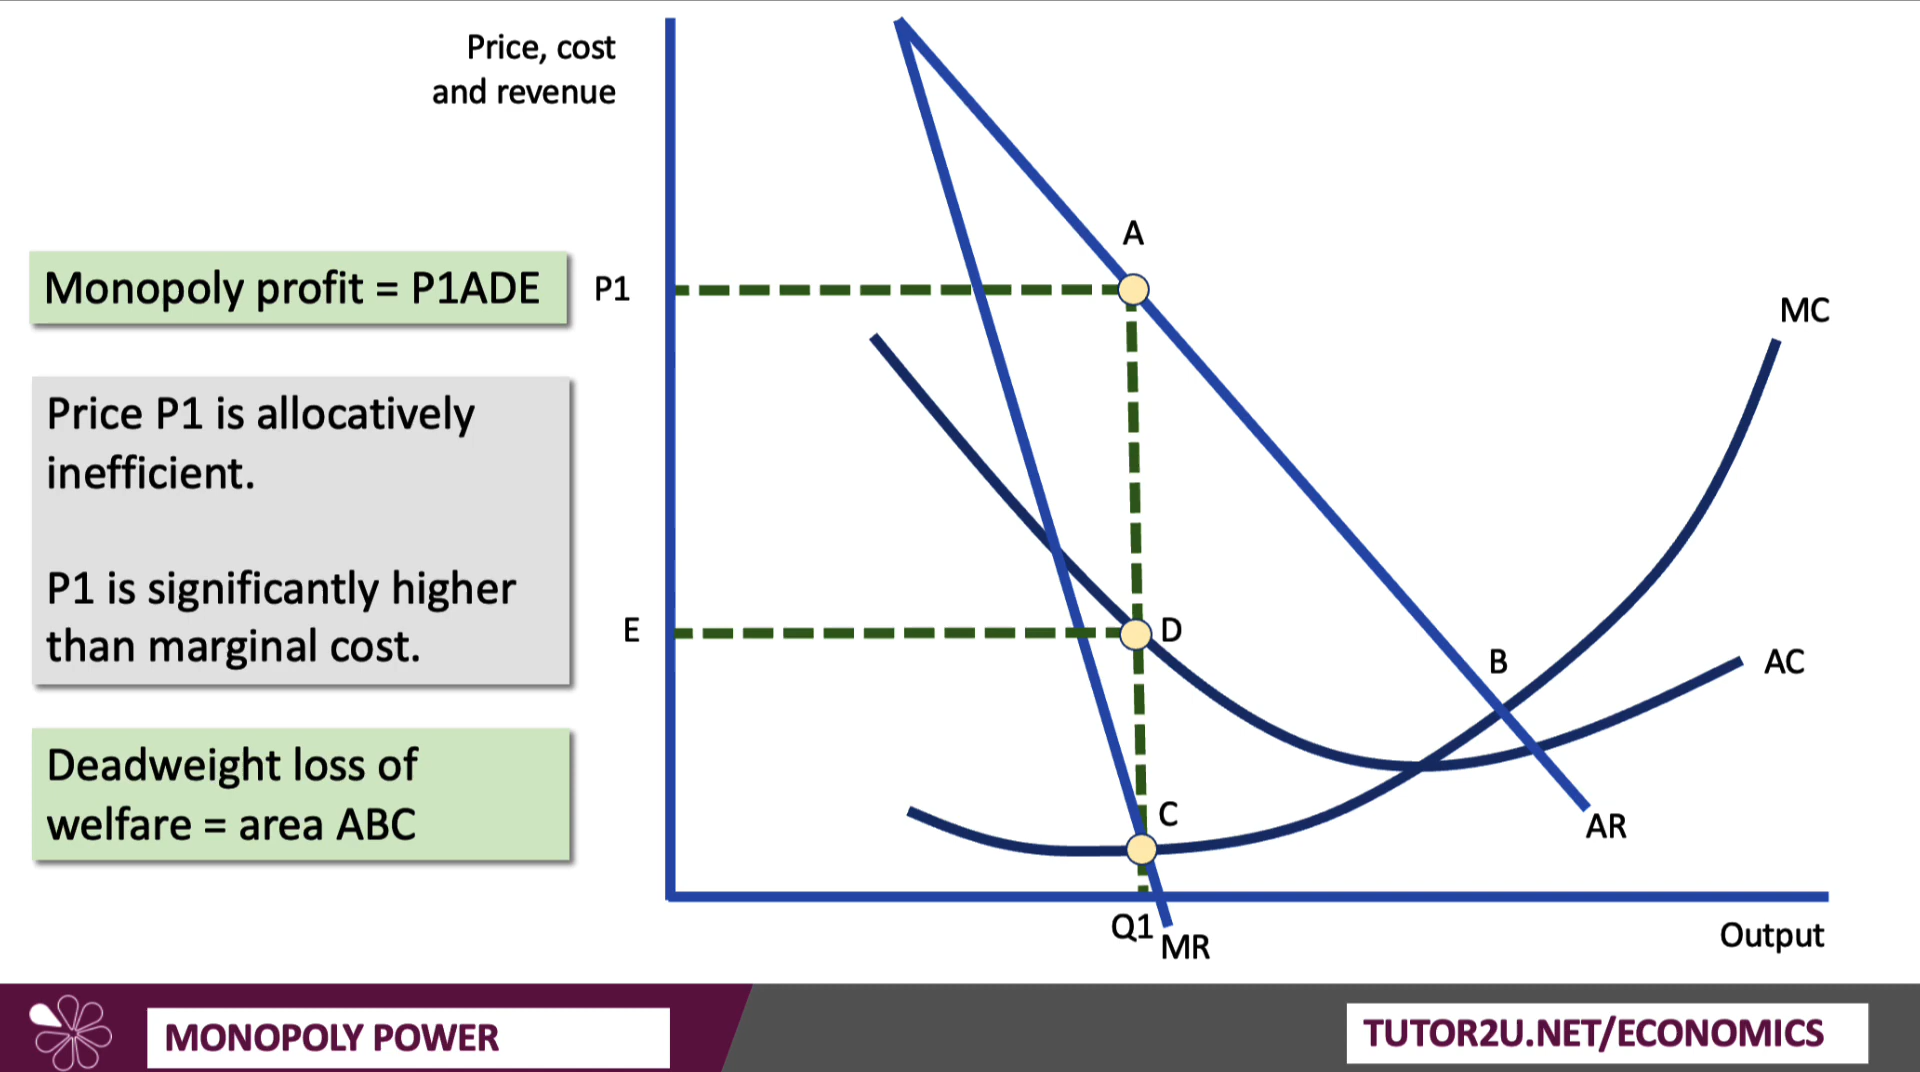 Price, cost
and revenue
A
Monopoly profit = P1ADE
P1
MC
Price P1 is allocatively
inefficient.
P1 is significantly higher
than marginal cost.
E
D
B
AC
Deadweight loss of
welfare = area ABC
C
AR
Q1
MR
Output
MONOPOLY POWER
TUTOR2U.NET/ECONOMICS